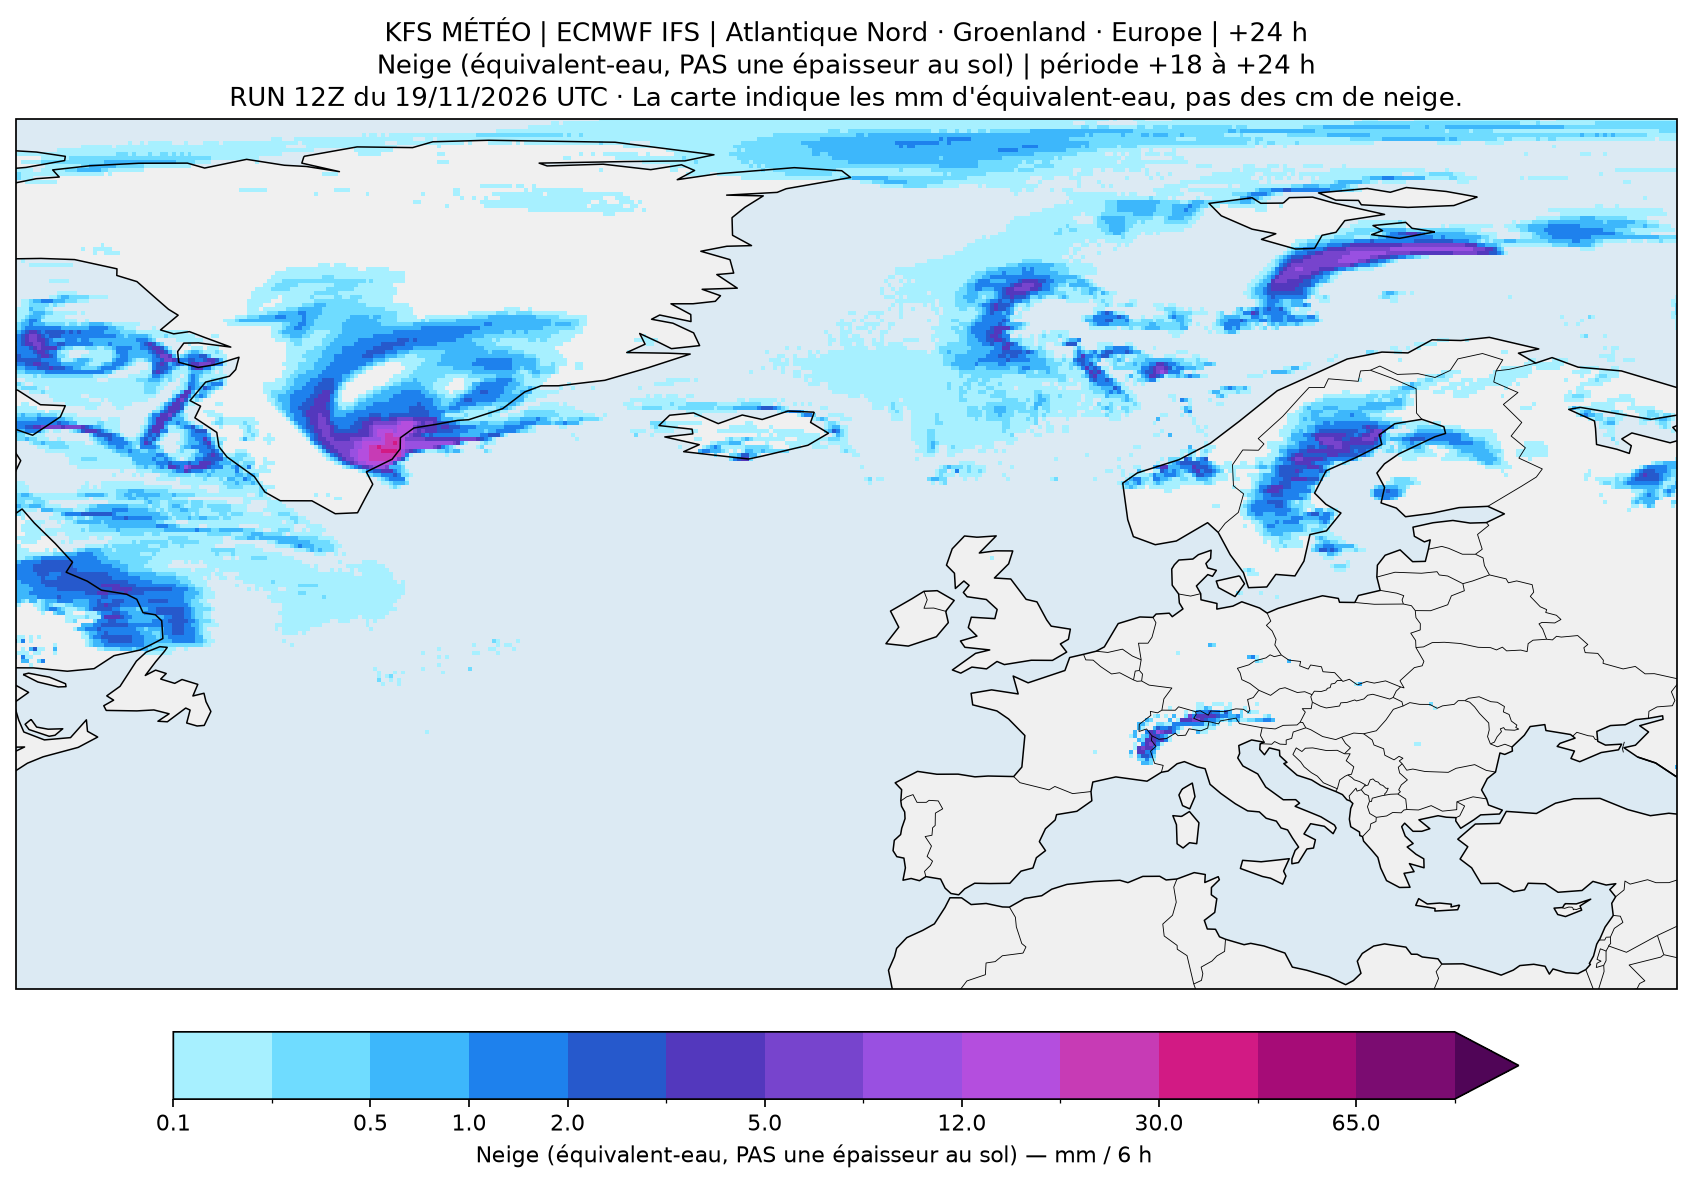 KFS MÉTÉO | ECMWF IFS | Atlantique Nord · Groenland · Europe | +24 h
Neige (équivalent-eau, PAS une épaisseur au sol) | période +18 à +24 h
RUN 12Z du 19/11/2026 UTC · La carte indique les mm d'équivalent-eau, pas des cm de neige.
0.1 0.5 1.0 2.0 5.0 12.0 30.0 65.0
Neige (équivalent-eau, PAS une épaisseur au sol) — mm / 6 h